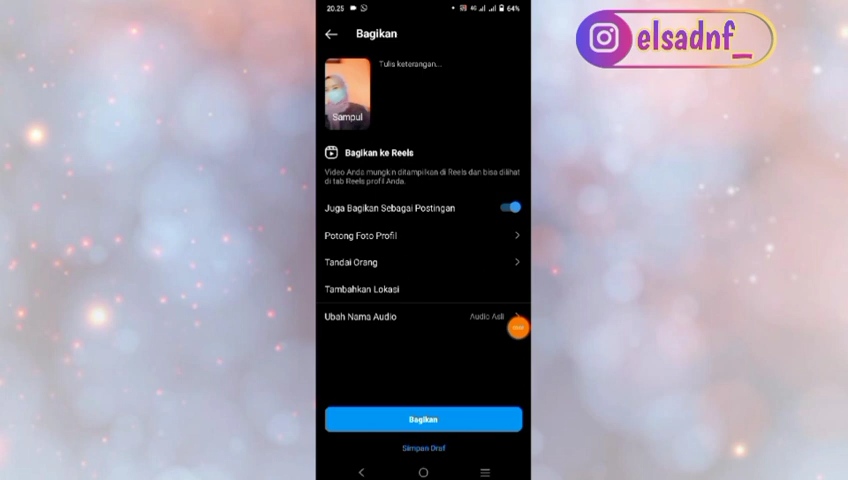 20.25
4G
64%
elsadnf_
Bagikan
Tulis keterangan...
Sampul
Bagikan ke Reels
Video Anda mungkin ditampilkan di Reels dan bisa dilihat
di tab Reels profil Anda.
Juga Bagikan Sebagai Postingan
Potong Foto Profil
Tandai Orang
Tambahkan Lokasi
Ubah Nama Audio
Audio Asli
Bagikan
Simpan Draf